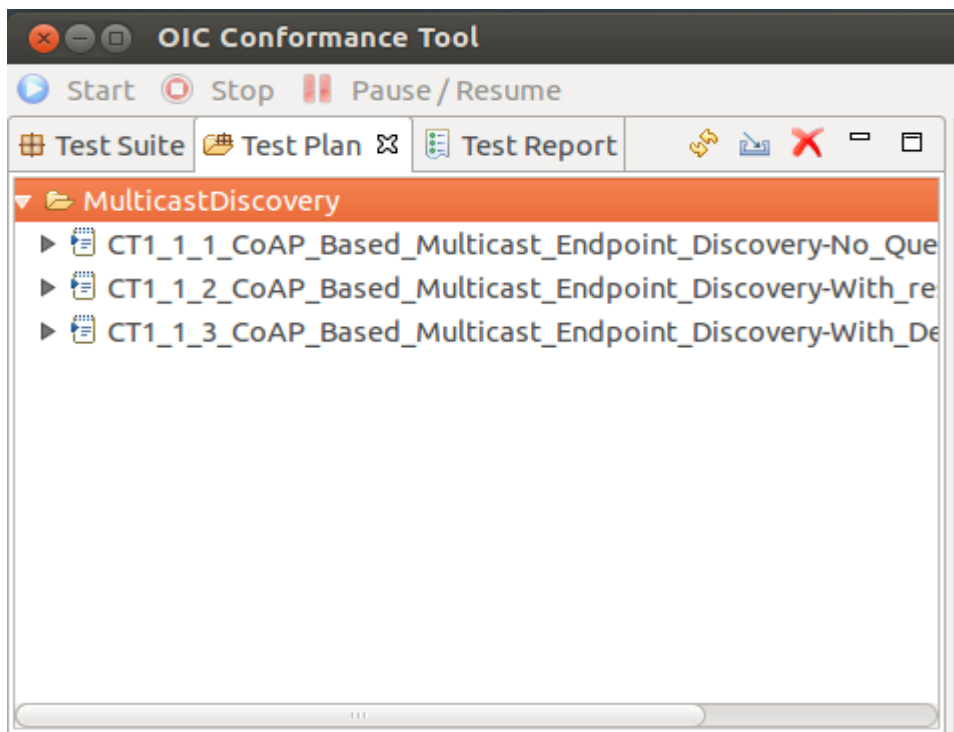 OIC Conformance Tool
Start Stop Pause / Resume
Test Suite Test Plan Test Report
MulticastDiscovery
CT1_1_1_CoAP_Based_Multicast_Endpoint_Discovery-No_Que
CT1_1_2_CoAP_Based_Multicast_Endpoint_Discovery-With_re
CT1_1_3_CoAP_Based_Multicast_Endpoint_Discovery-With_De